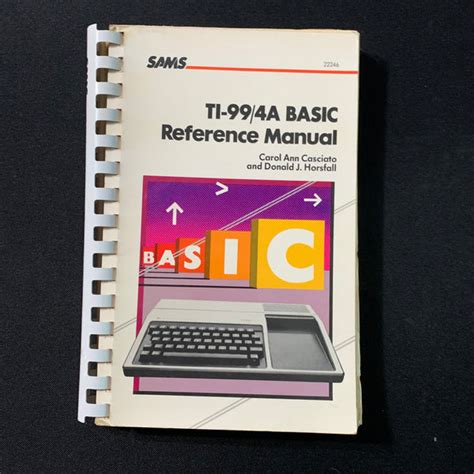 SAMS
22246
TI-99/4A BASIC
Reference Manual
Carol Ann Casciato
and Donald J. Horsfall
BASIC